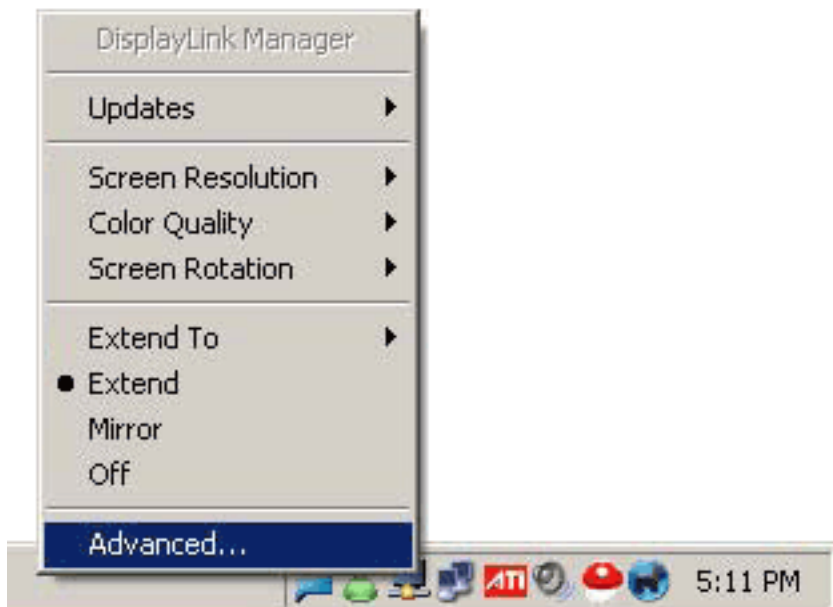 DisplayLink Manager
Updates
Screen Resolution
Color Quality
Screen Rotation
Extend To
Extend
Mirror
Off
Advanced...
ATI
5:11 PM